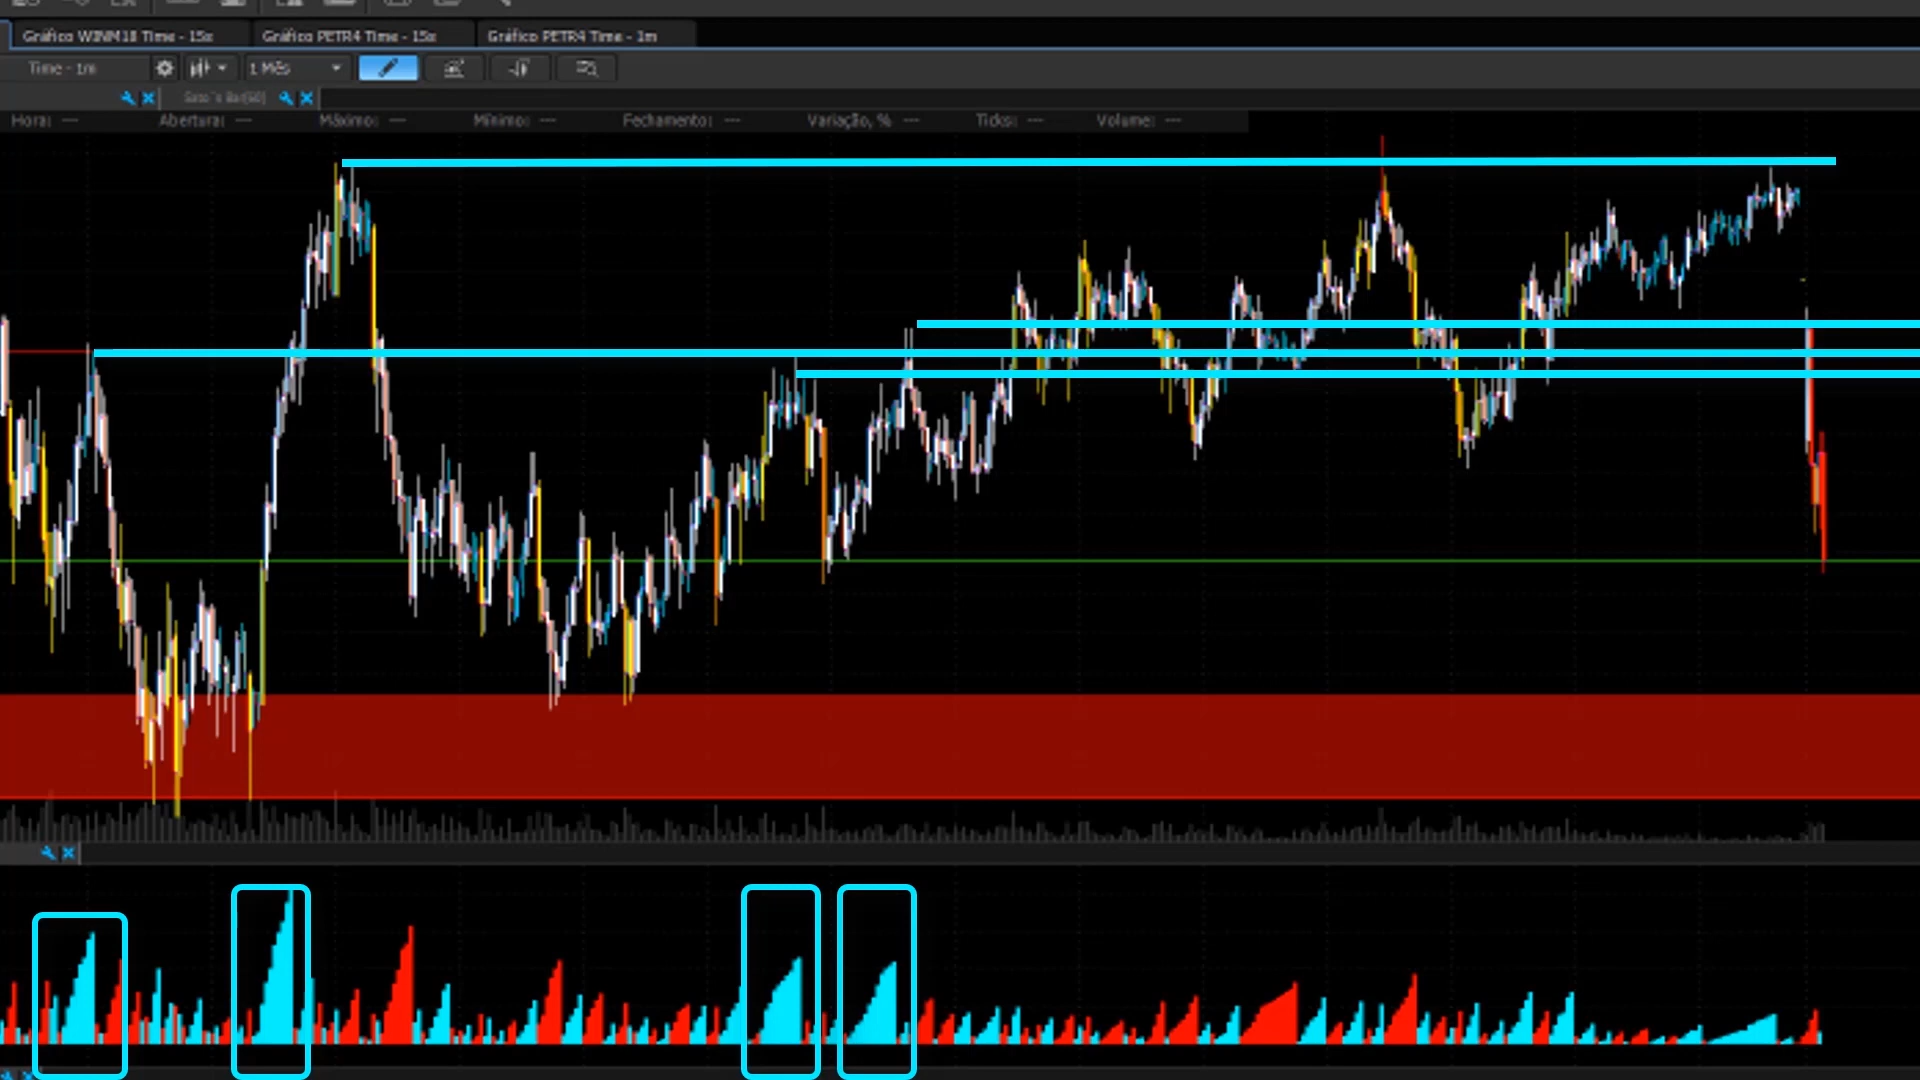 Gráfico WINM18 Time - 15s Gráfico PETR4 Time - 15s Gráfico PETR4 Time - 1m
Time - 1m 1 Mês
Hora: --- Abertura: --- Máximo: --- Mínimo: --- Fechamento: --- Variação, % --- Ticks: --- Volume: ---